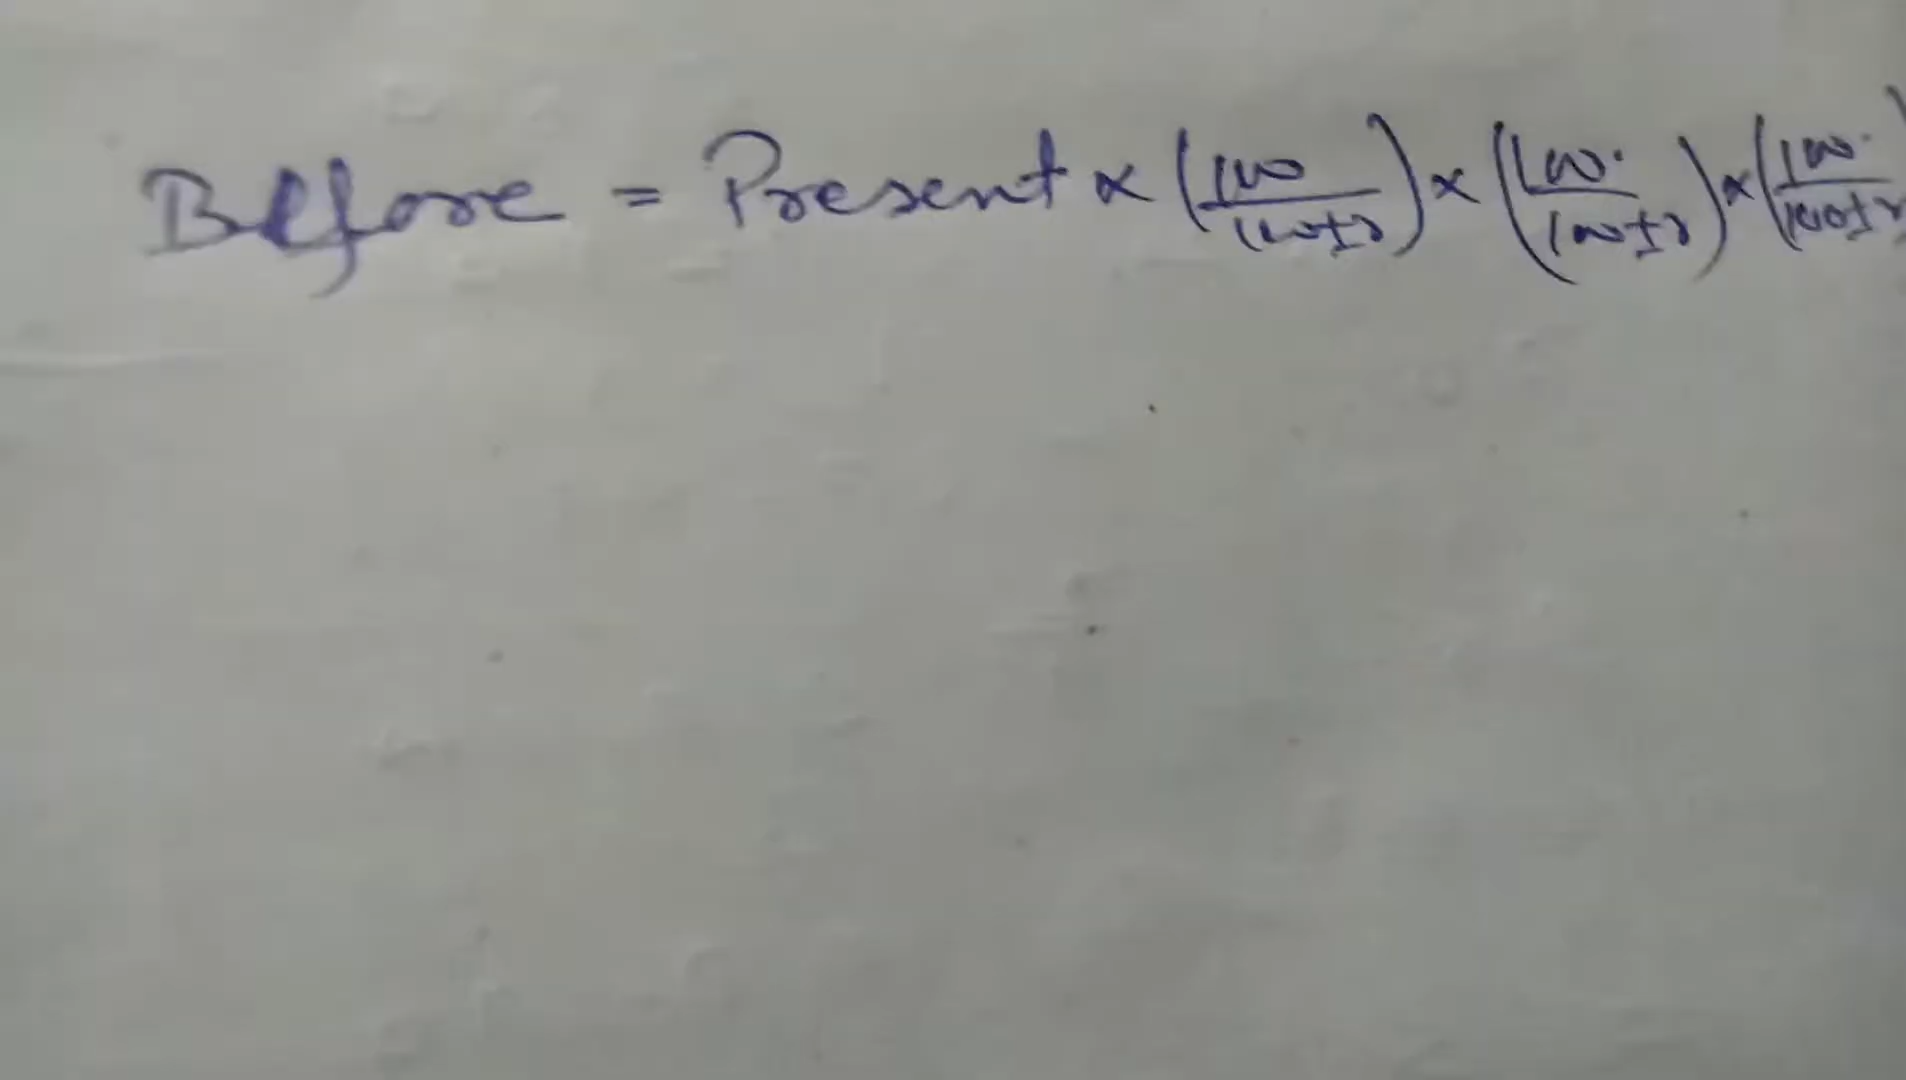 Before = Present × (100/(100±r)) × (100/(100±r)) × (100/(100±r))